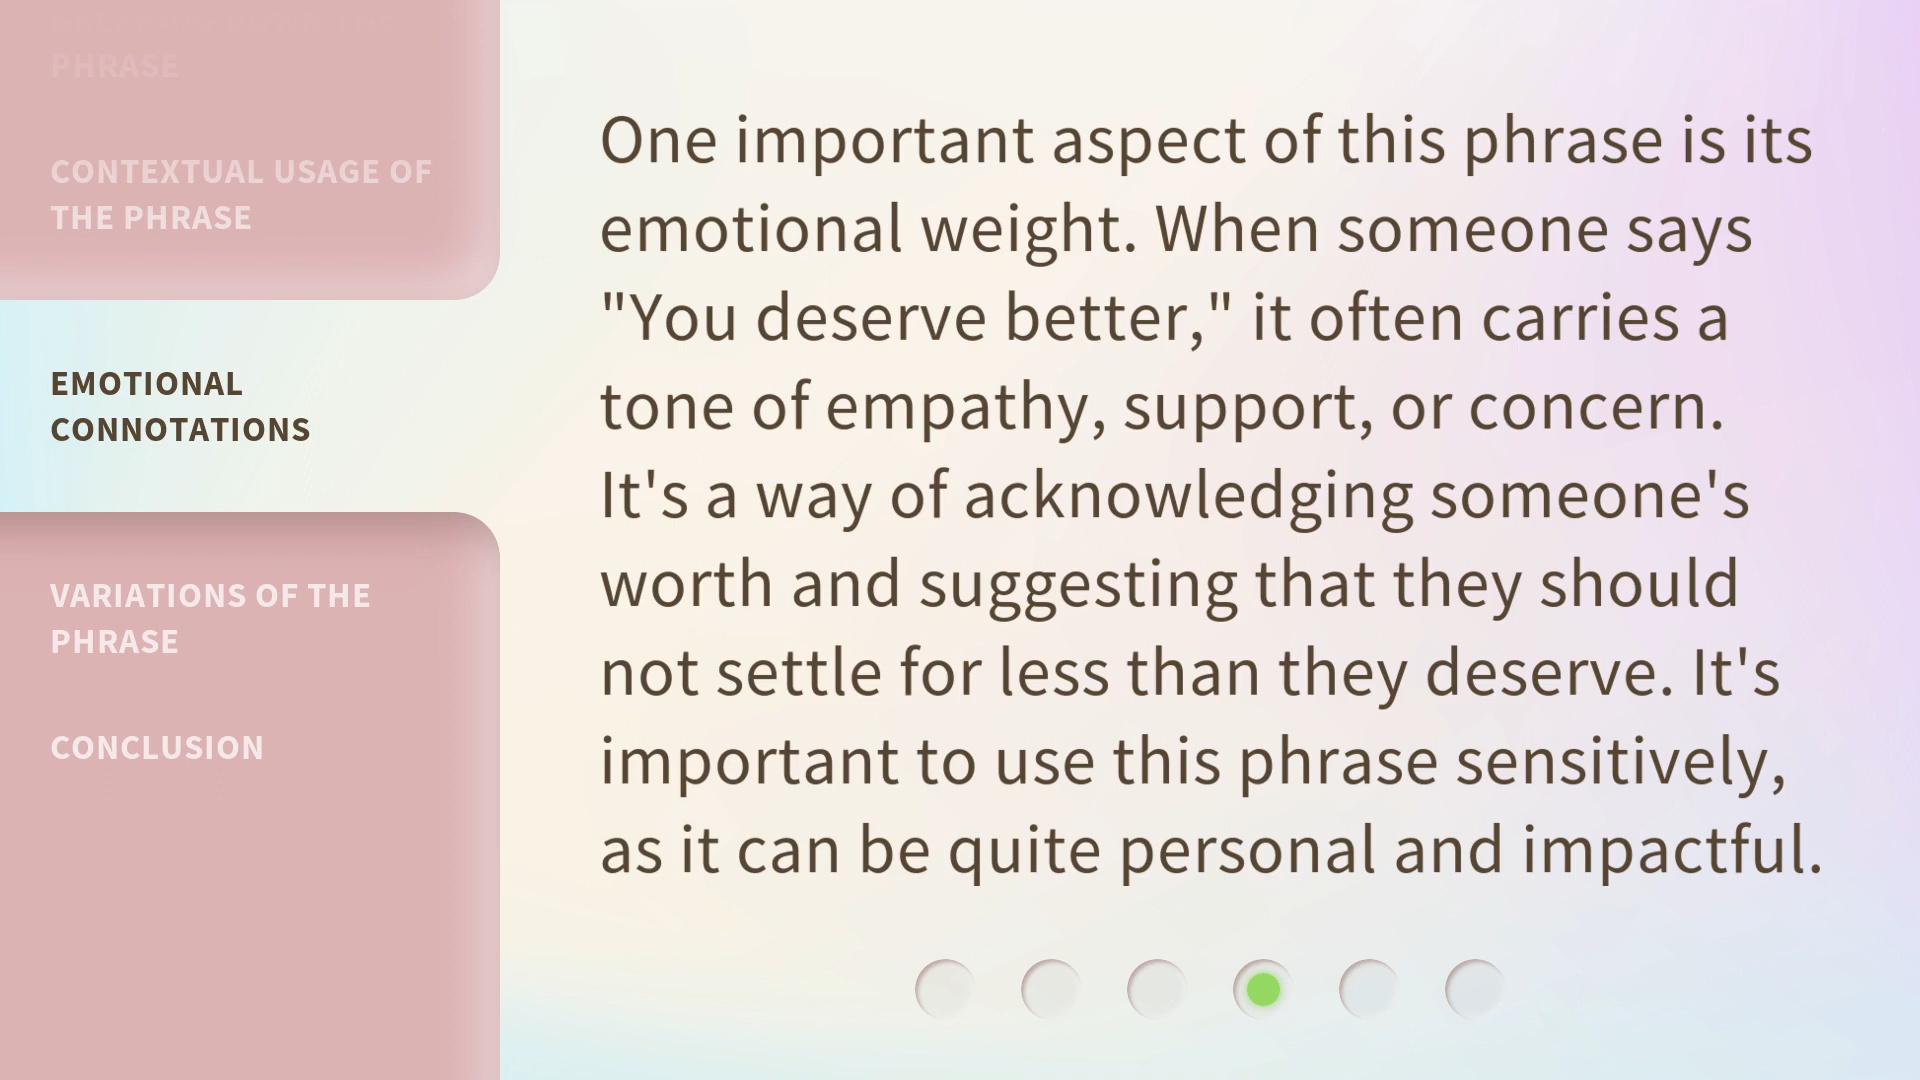 PHRASE
CONTEXTUAL USAGE OF
THE PHRASE
EMOTIONAL
CONNOTATIONS
VARIATIONS OF THE
PHRASE
CONCLUSION
One important aspect of this phrase is its
emotional weight. When someone says
"You deserve better," it often carries a
tone of empathy, support, or concern.
It's a way of acknowledging someone's
worth and suggesting that they should
not settle for less than they deserve. It's
important to use this phrase sensitively,
as it can be quite personal and impactful.